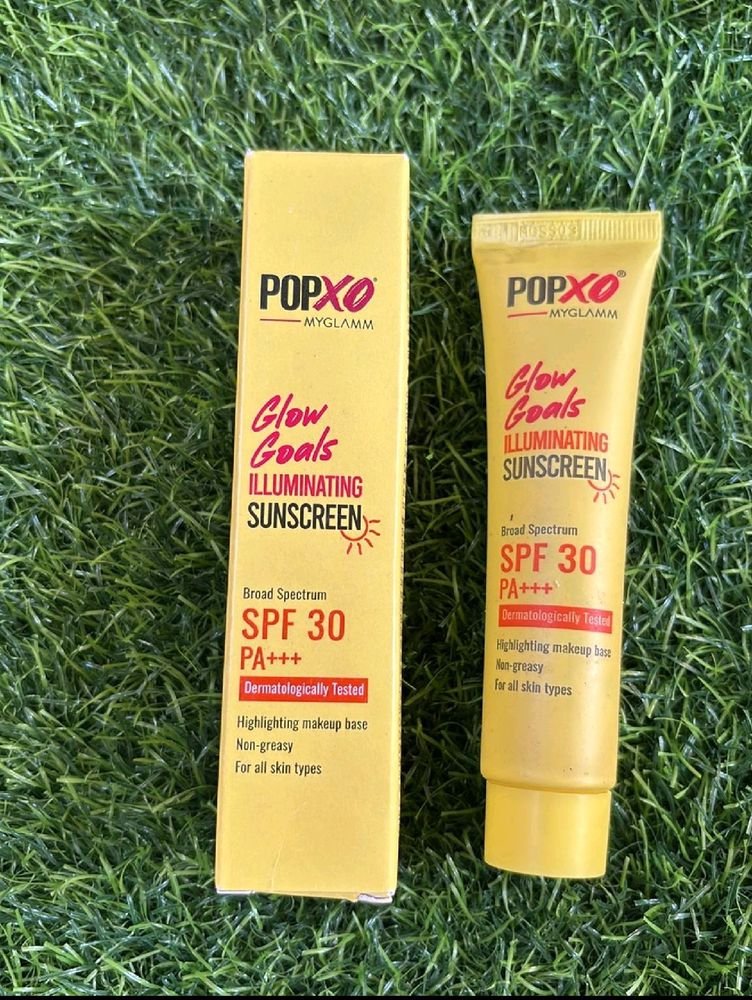 POPXO
MYGLAMM
Glow
Goals
ILLUMINATING
SUNSCREEN
Broad Spectrum
SPF 30
PA+++
Dermatologically Tested
Highlighting makeup base
Non-greasy
For all skin types
POPXO®
MYGLAMM
Glow
Goals
ILLUMINATING
SUNSCREEN
Broad Spectrum
SPF 30
PA+++
Dermatologically Tested
Highlighting makeup base
Non-greasy
For all skin types